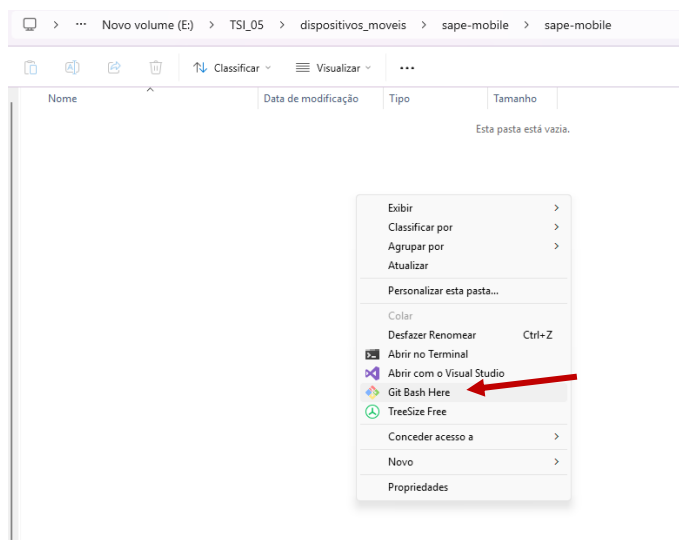 Novo volume (E:) > TSI_05 > dispositivos_moveis > sape-mobile > sape-mobile
Classificar Visualizar
Nome Data de modificação Tipo Tamanho
Esta pasta está vazia.
Exibir
Classificar por
Agrupar por
Atualizar
Personalizar esta pasta...
Colar
Desfazer Renomear Ctrl+Z
Abrir no Terminal
Abrir com o Visual Studio
Git Bash Here
TreeSize Free
Conceder acesso a
Novo
Propriedades